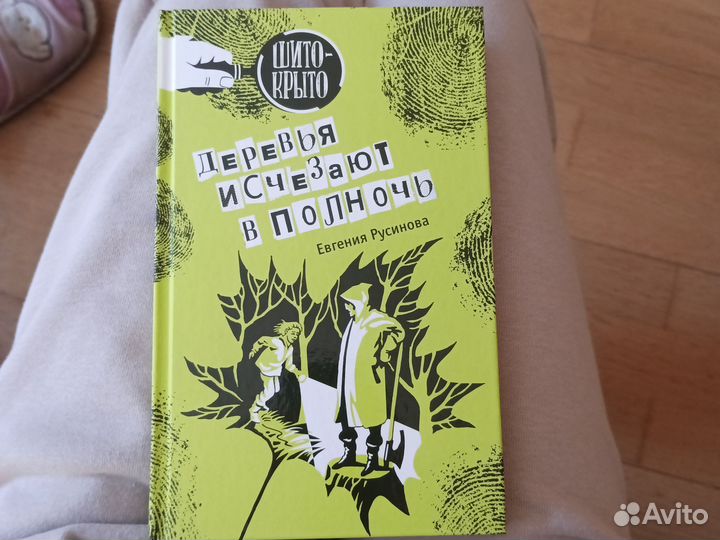 ШИТО-
КРЫТО
ДЕРЕВЬЯ
ИСЧЕЗАЮТ
В ПОЛНОЧЬ
Евгения Русинова
Avito